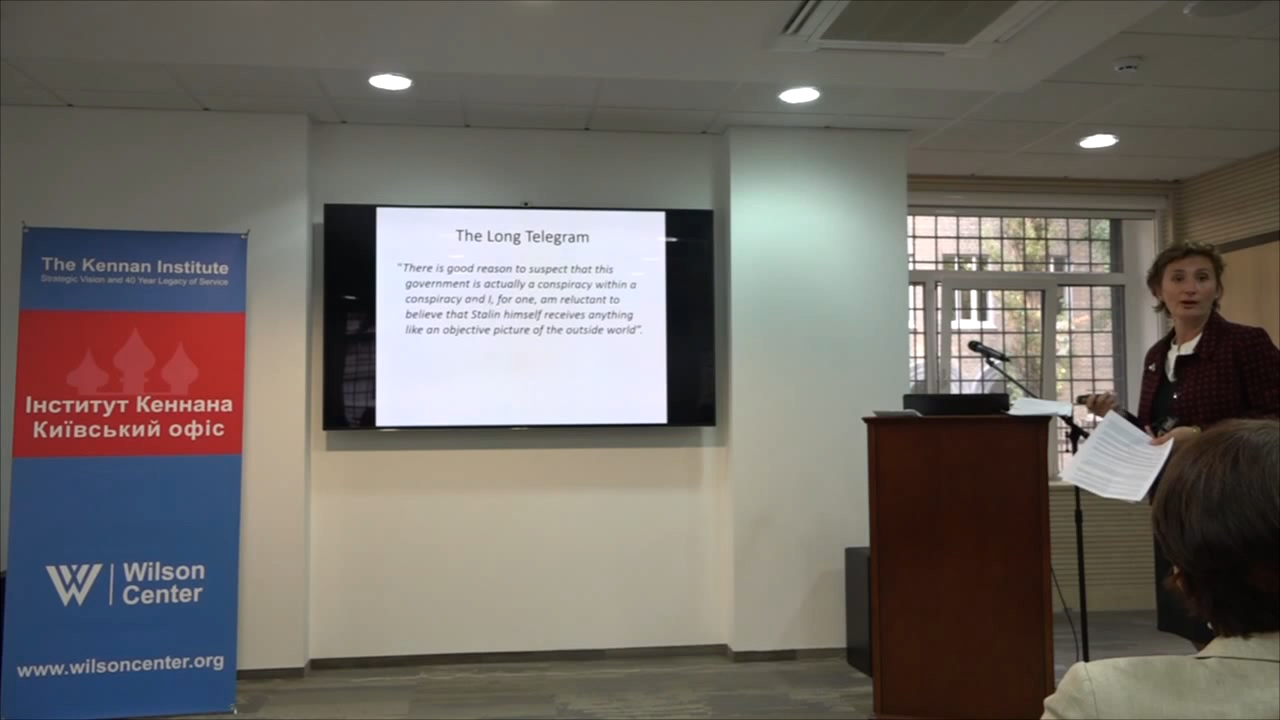 The Kennan Institute
Strategic Vision and 40 Year Legacy of Service
Інститут Кеннана
Київський офіс
W | Wilson
Center
www.wilsoncenter.org
The Long Telegram
"There is good reason to suspect that this
government is actually a conspiracy within a
conspiracy and I, for one, am reluctant to
believe that Stalin himself receives anything
like an objective picture of the outside world".